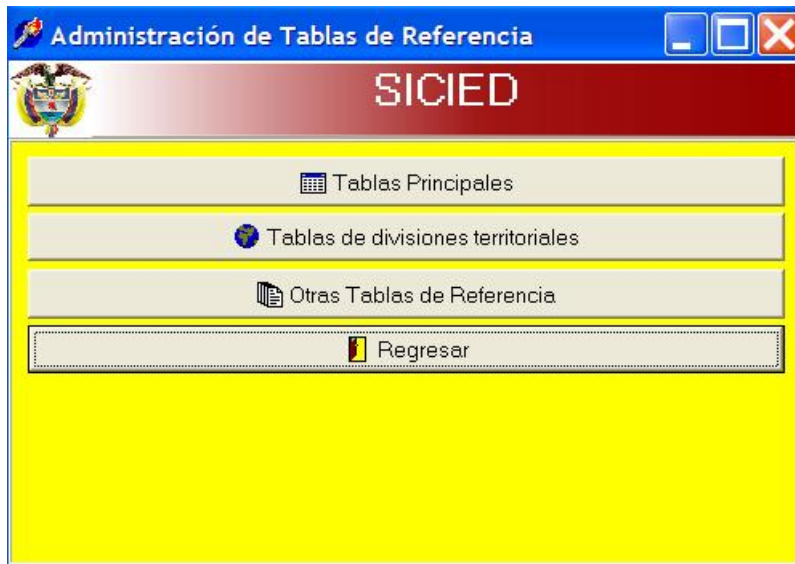 Administración de Tablas de Referencia
SICIED
Tablas Principales
Tablas de divisiones territoriales
Otras Tablas de Referencia
Regresar